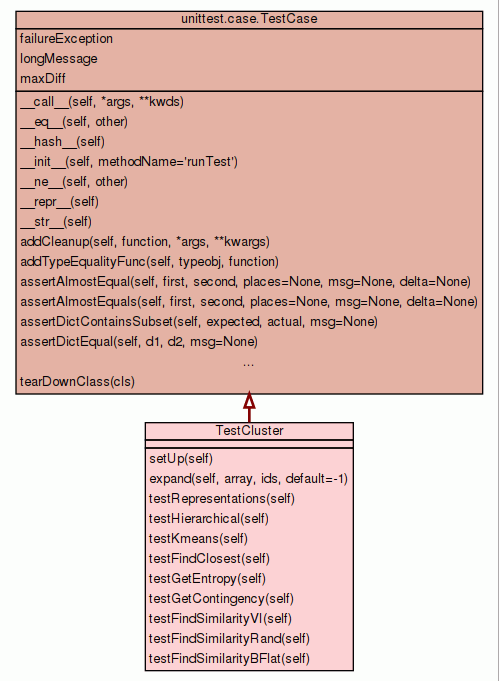 unittest.case.TestCase
failureException
longMessage
maxDiff
__call__(self, *args, **kwds)
__eq__(self, other)
__hash__(self)
__init__(self, methodName='runTest')
__ne__(self, other)
__repr__(self)
__str__(self)
addCleanup(self, function, *args, **kwargs)
addTypeEqualityFunc(self, typeobj, function)
assertAlmostEqual(self, first, second, places=None, msg=None, delta=None)
assertAlmostEquals(self, first, second, places=None, msg=None, delta=None)
assertDictContainsSubset(self, expected, actual, msg=None)
assertDictEqual(self, d1, d2, msg=None)
...
tearDownClass(cls)
TestCluster
setUp(self)
expand(self, array, ids, default=-1)
testRepresentations(self)
testHierarchical(self)
testKmeans(self)
testFindClosest(self)
testGetEntropy(self)
testGetContingency(self)
testFindSimilarityVI(self)
testFindSimilarityRand(self)
testFindSimilarityBFlat(self)